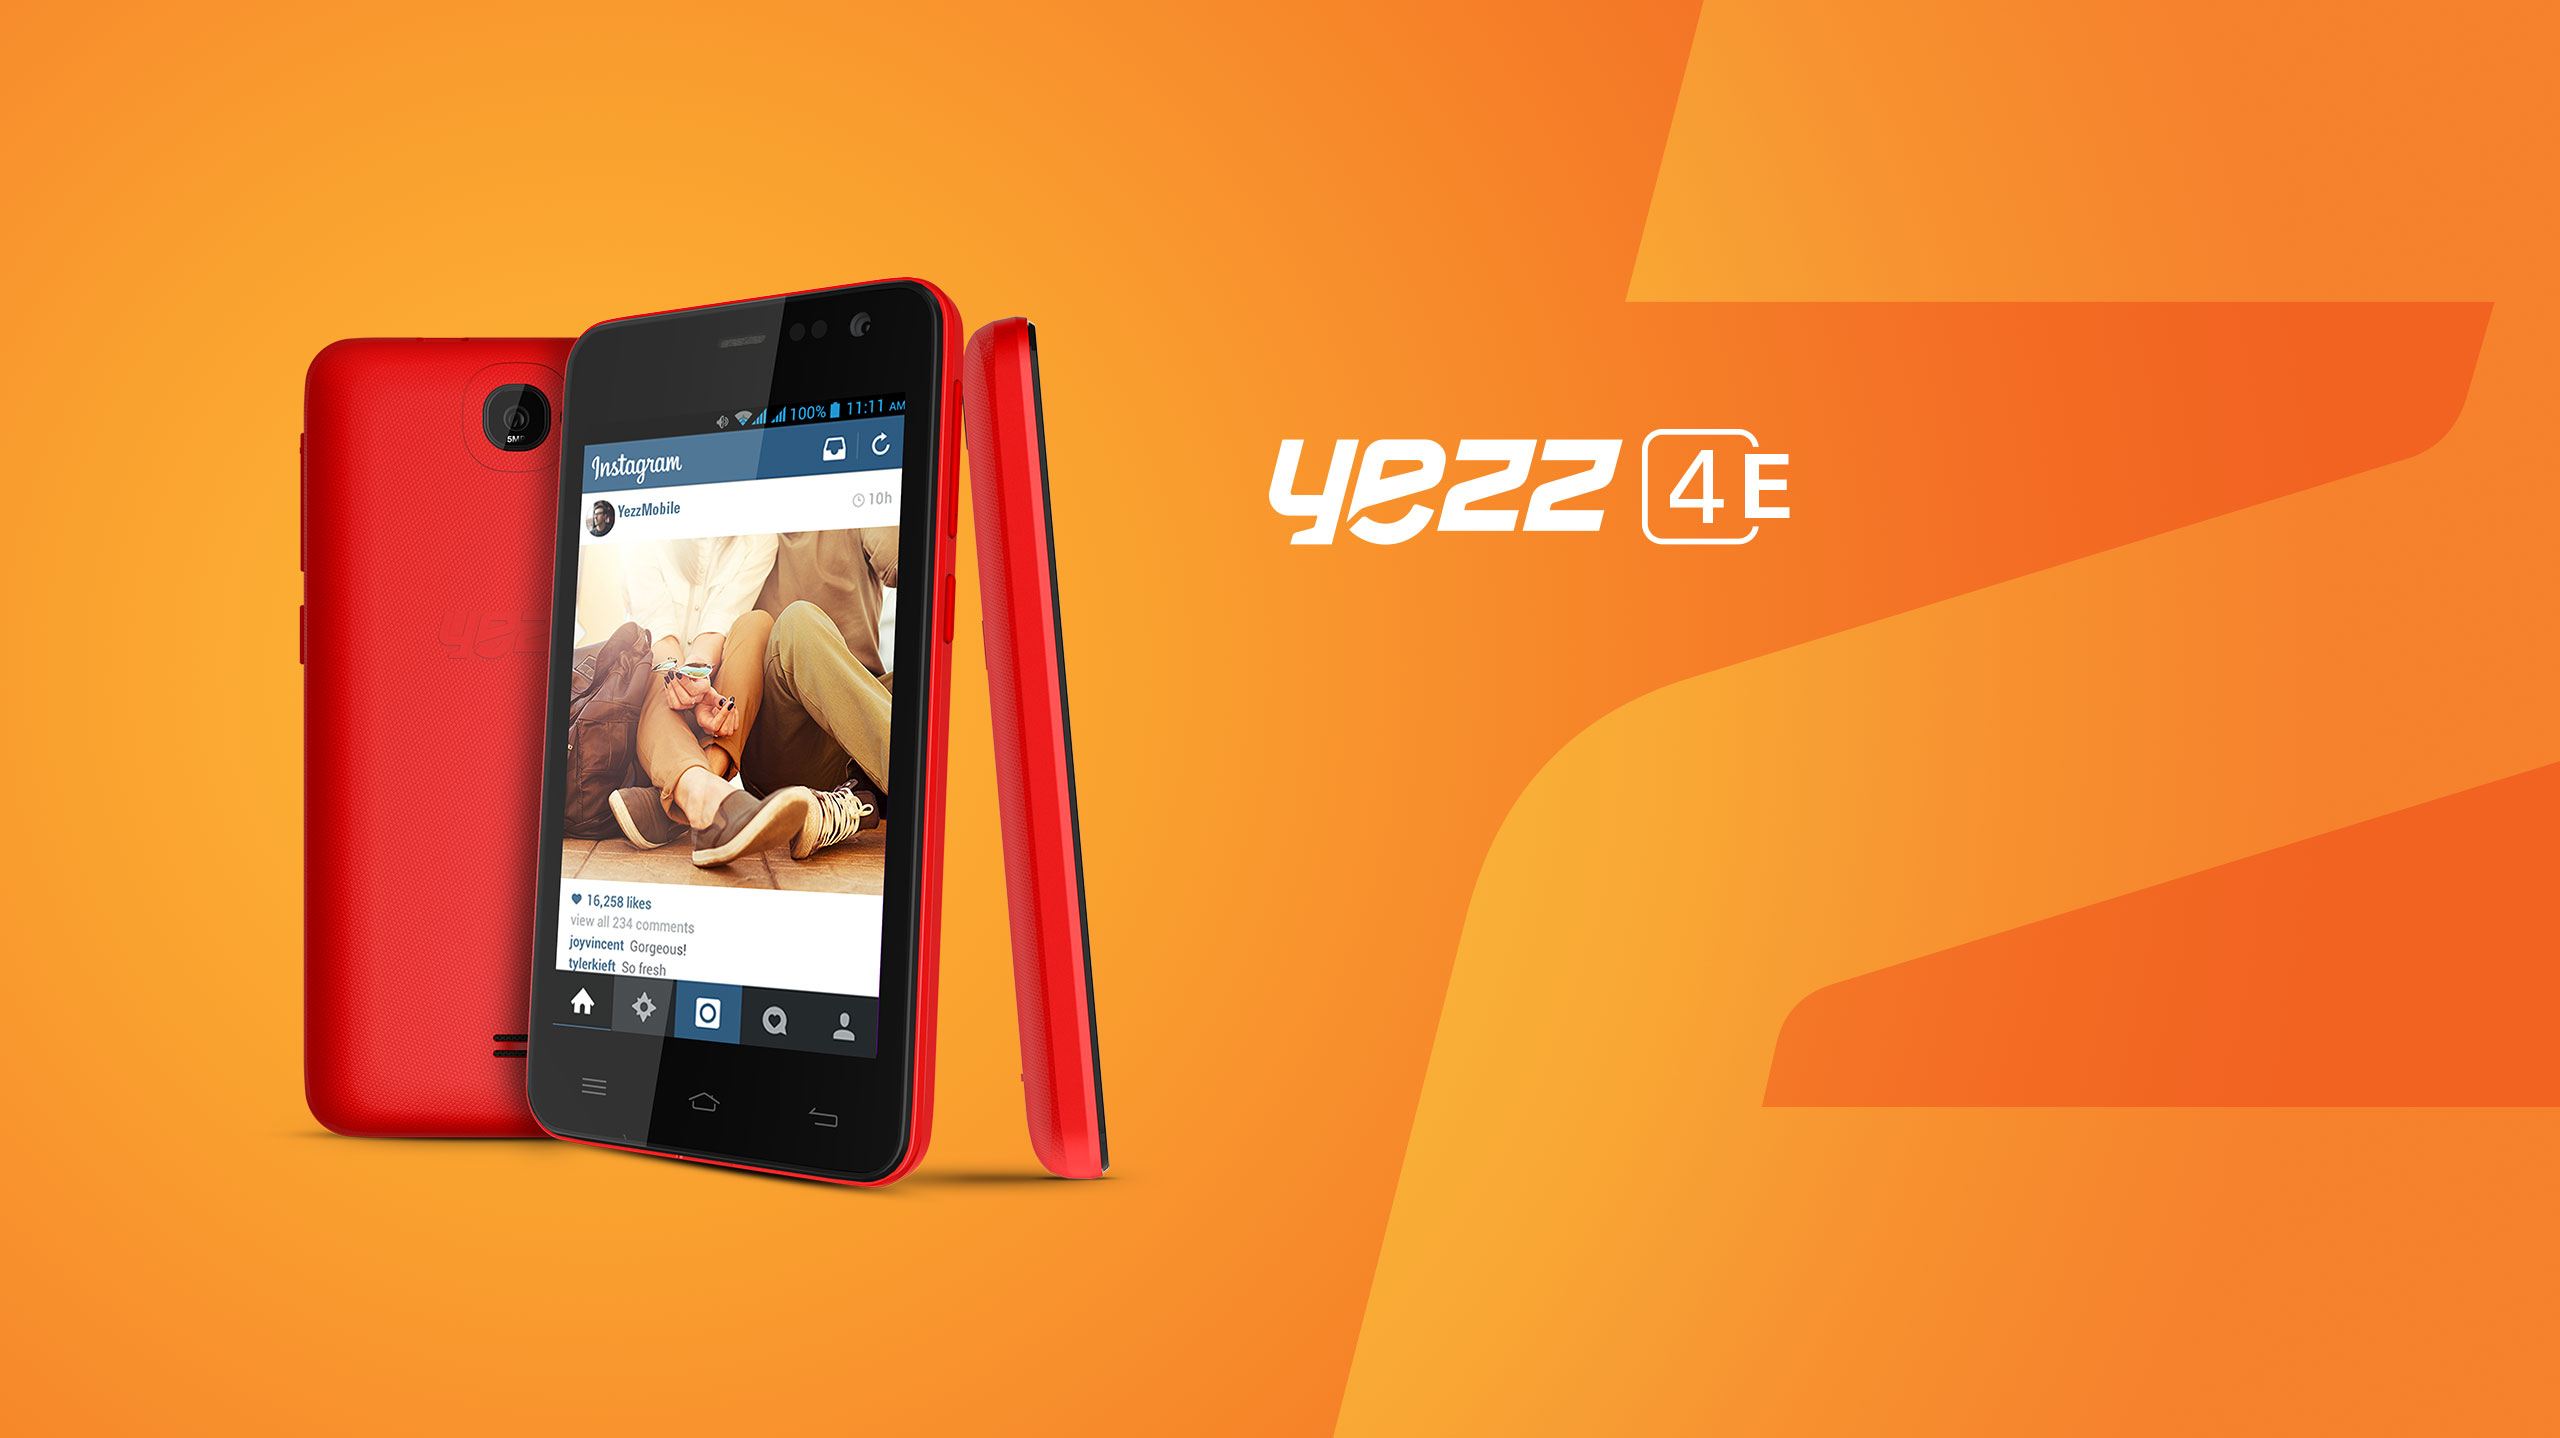 5MP
yezz
100% 11:11 AM
Instagram
YezzMobile 10h
16,258 likes
view all 234 comments
joyvincent Gorgeous!
tylerkieft So fresh
yezz 4E